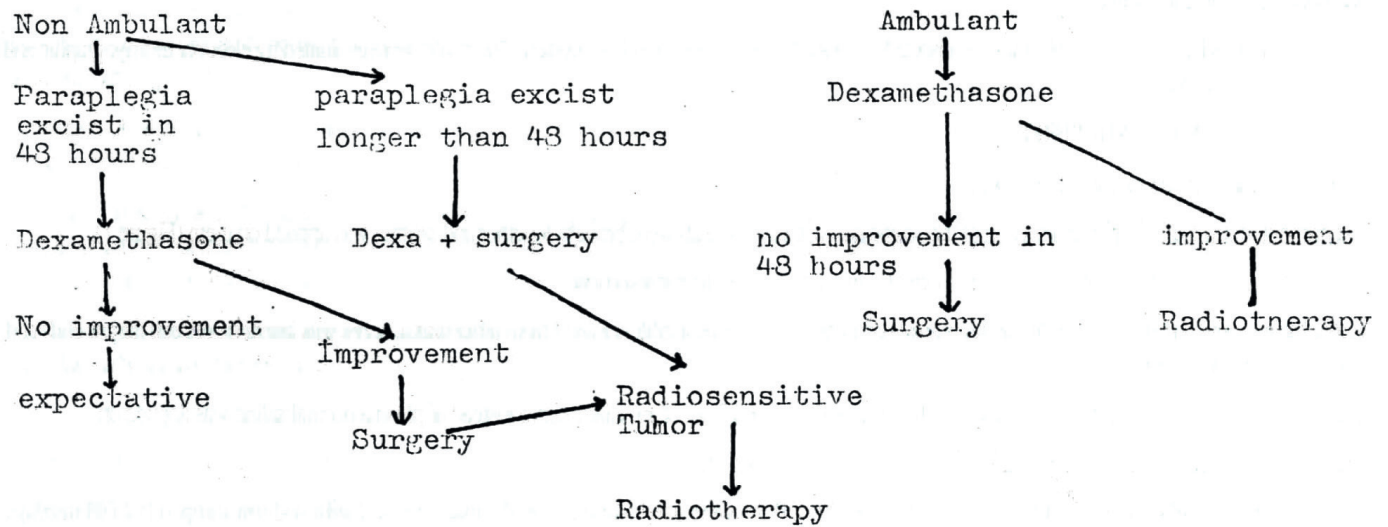 Non Ambulant
Paraplegia
excist in
48 hours
paraplegia excist
longer than 48 hours
Dexamethasone
Dexa + surgery
No improvement
Improvement
expectative
Surgery
Radiosensitive
Tumor
Radiotherapy
Ambulant
Dexamethasone
no improvement in
48 hours
improvement
Surgery
Radiotherapy